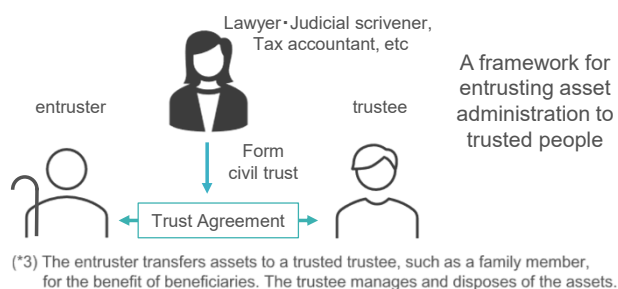 Lawyer・Judicial scrivener,
Tax accountant, etc
A framework for
entrusting asset
administration to
trusted people
entruster
trustee
Form
civil trust
Trust Agreement
(*3) The entruster transfers assets to a trusted trustee, such as a family member,
for the benefit of beneficiaries. The trustee manages and disposes of the assets.